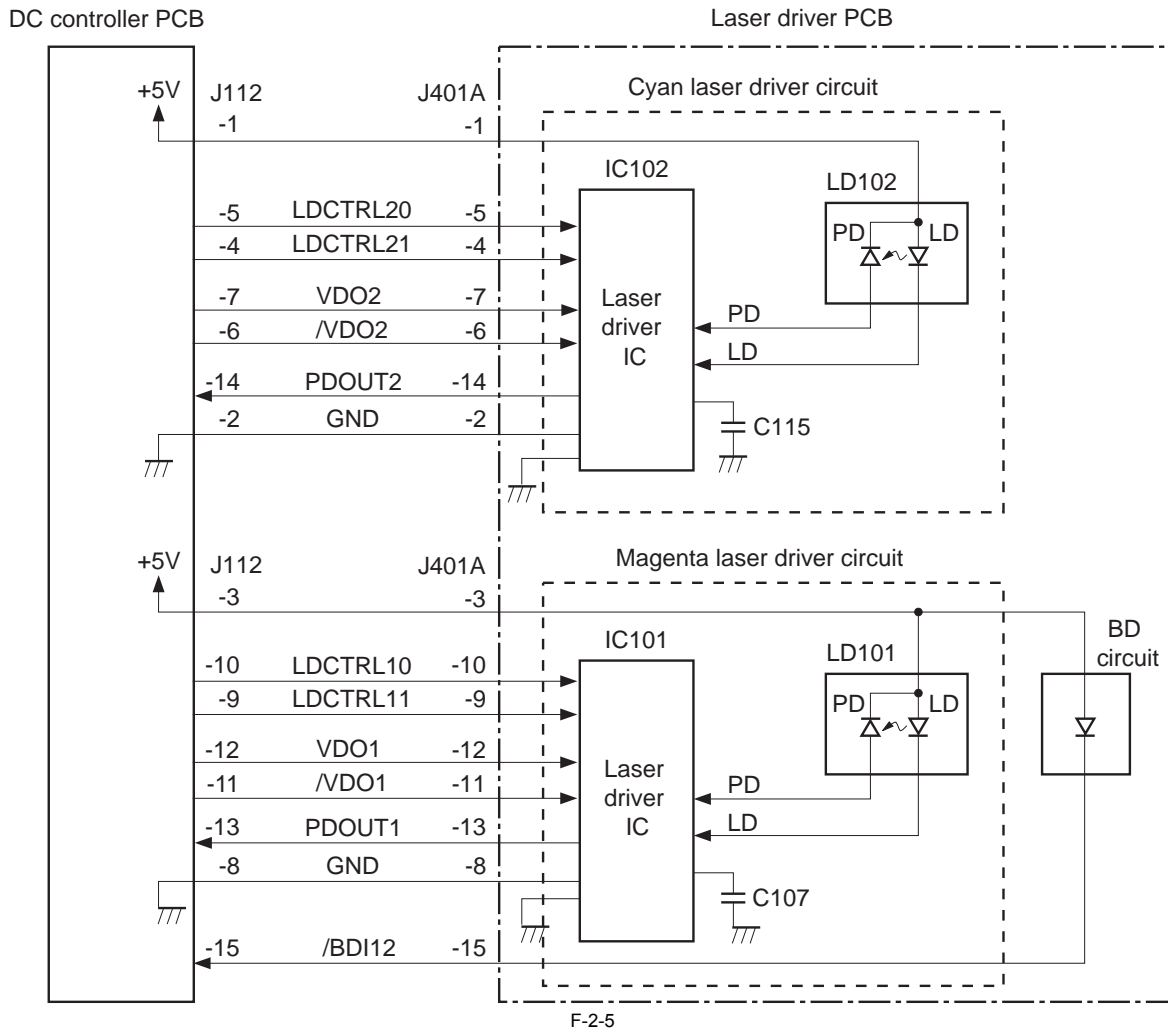 DC controller PCB
Laser driver PCB
+5V J112 J401A
Cyan laser driver circuit
-1 -1
IC102
LD102
-5 LDCTRL20 -5
PD LD
-4 LDCTRL21 -4
-7 VDO2 -7
Laser
driver
IC
PD
-6 /VDO2 -6
LD
-14 PDOUT2 -14
-2 GND -2
C115
+5V J112 J401A
Magenta laser driver circuit
-3 -3
IC101
LD101
BD
circuit
-10 LDCTRL10 -10
-9 LDCTRL11 -9
PD LD
-12 VDO1 -12
Laser
driver
IC
-11 /VDO1 -11
PD
-13 PDOUT1 -13
LD
-8 GND -8
C107
-15 /BDI12 -15
F-2-5